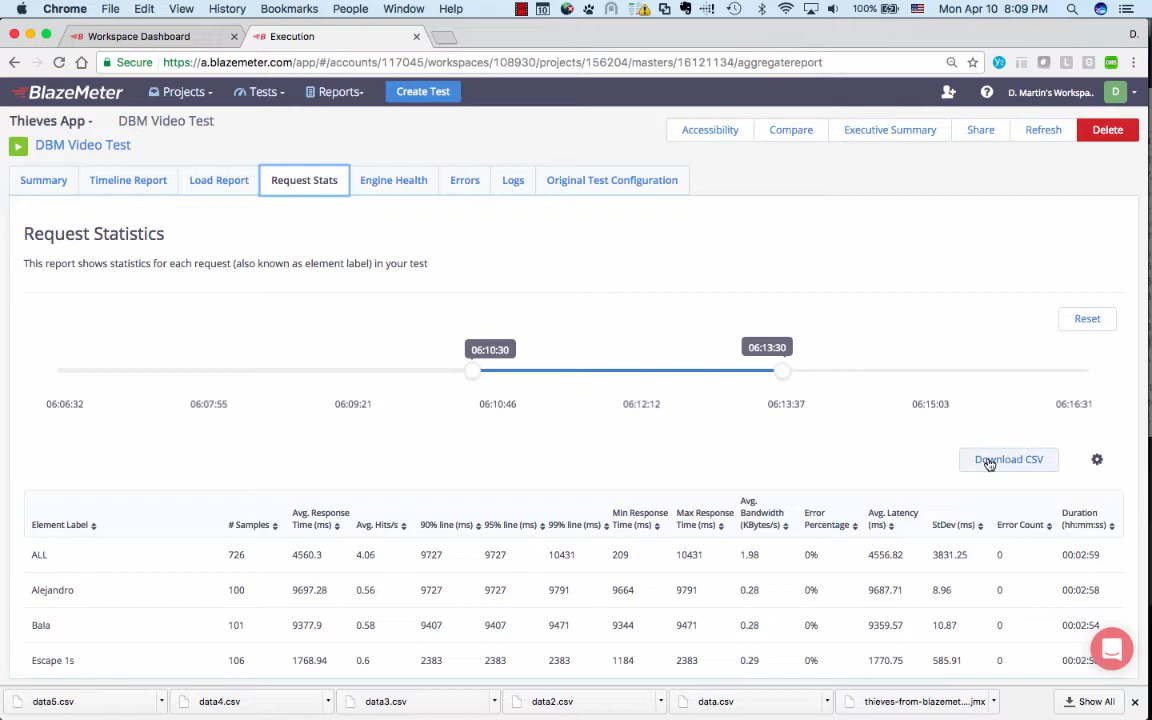 Chrome File Edit View History Bookmarks People Window Help 10 100% Mon Apr 10 8:09 PM
Workspace Dashboard Execution D.
Secure https://a.blazemeter.com/app/#/accounts/117045/workspaces/108930/projects/156204/masters/16121134/aggregatereport
BlazeMeter Projects Tests Reports Create Test D. Martin's Workspa.. D
Thieves App DBM Video Test
DBM Video Test
Accessibility Compare Executive Summary Share Refresh Delete
Summary Timeline Report Load Report Request Stats Engine Health Errors Logs Original Test Configuration
Request Statistics
This report shows statistics for each request (also known as element label) in your test
Reset
06:10:30 06:13:30
06:06:32 06:07:55 06:09:21 06:10:46 06:12:12 06:13:37 06:15:03 06:16:31
Download CSV
Element Label # Samples Avg. Response Time (ms) Avg. Hits/s 90% line (ms) 95% line (ms) 99% line (ms) Min Response Time (ms) Max Response Time (ms) Avg. Bandwidth (KBytes/s) Error Percentage Avg. Latency (ms) StDev (ms) Error Count Duration (hh:mm:ss)
ALL 726 4560.3 4.06 9727 9727 10431 209 10431 1.98 0% 4556.82 3831.25 0 00:02:59
Alejandro 100 9697.28 0.56 9727 9727 9791 9664 9791 0.28 0% 9687.71 8.96 0 00:02:58
Bala 101 9377.9 0.58 9407 9407 9471 9344 9471 0.28 0% 9359.57 10.87 0 00:02:54
Escape 1s 106 1768.94 0.6 2383 2383 2383 1184 2383 0.29 0% 1770.75 585.91 0
data5.csv data4.csv data3.csv data2.csv data.csv thieves-from-blazemet....jmx Show All